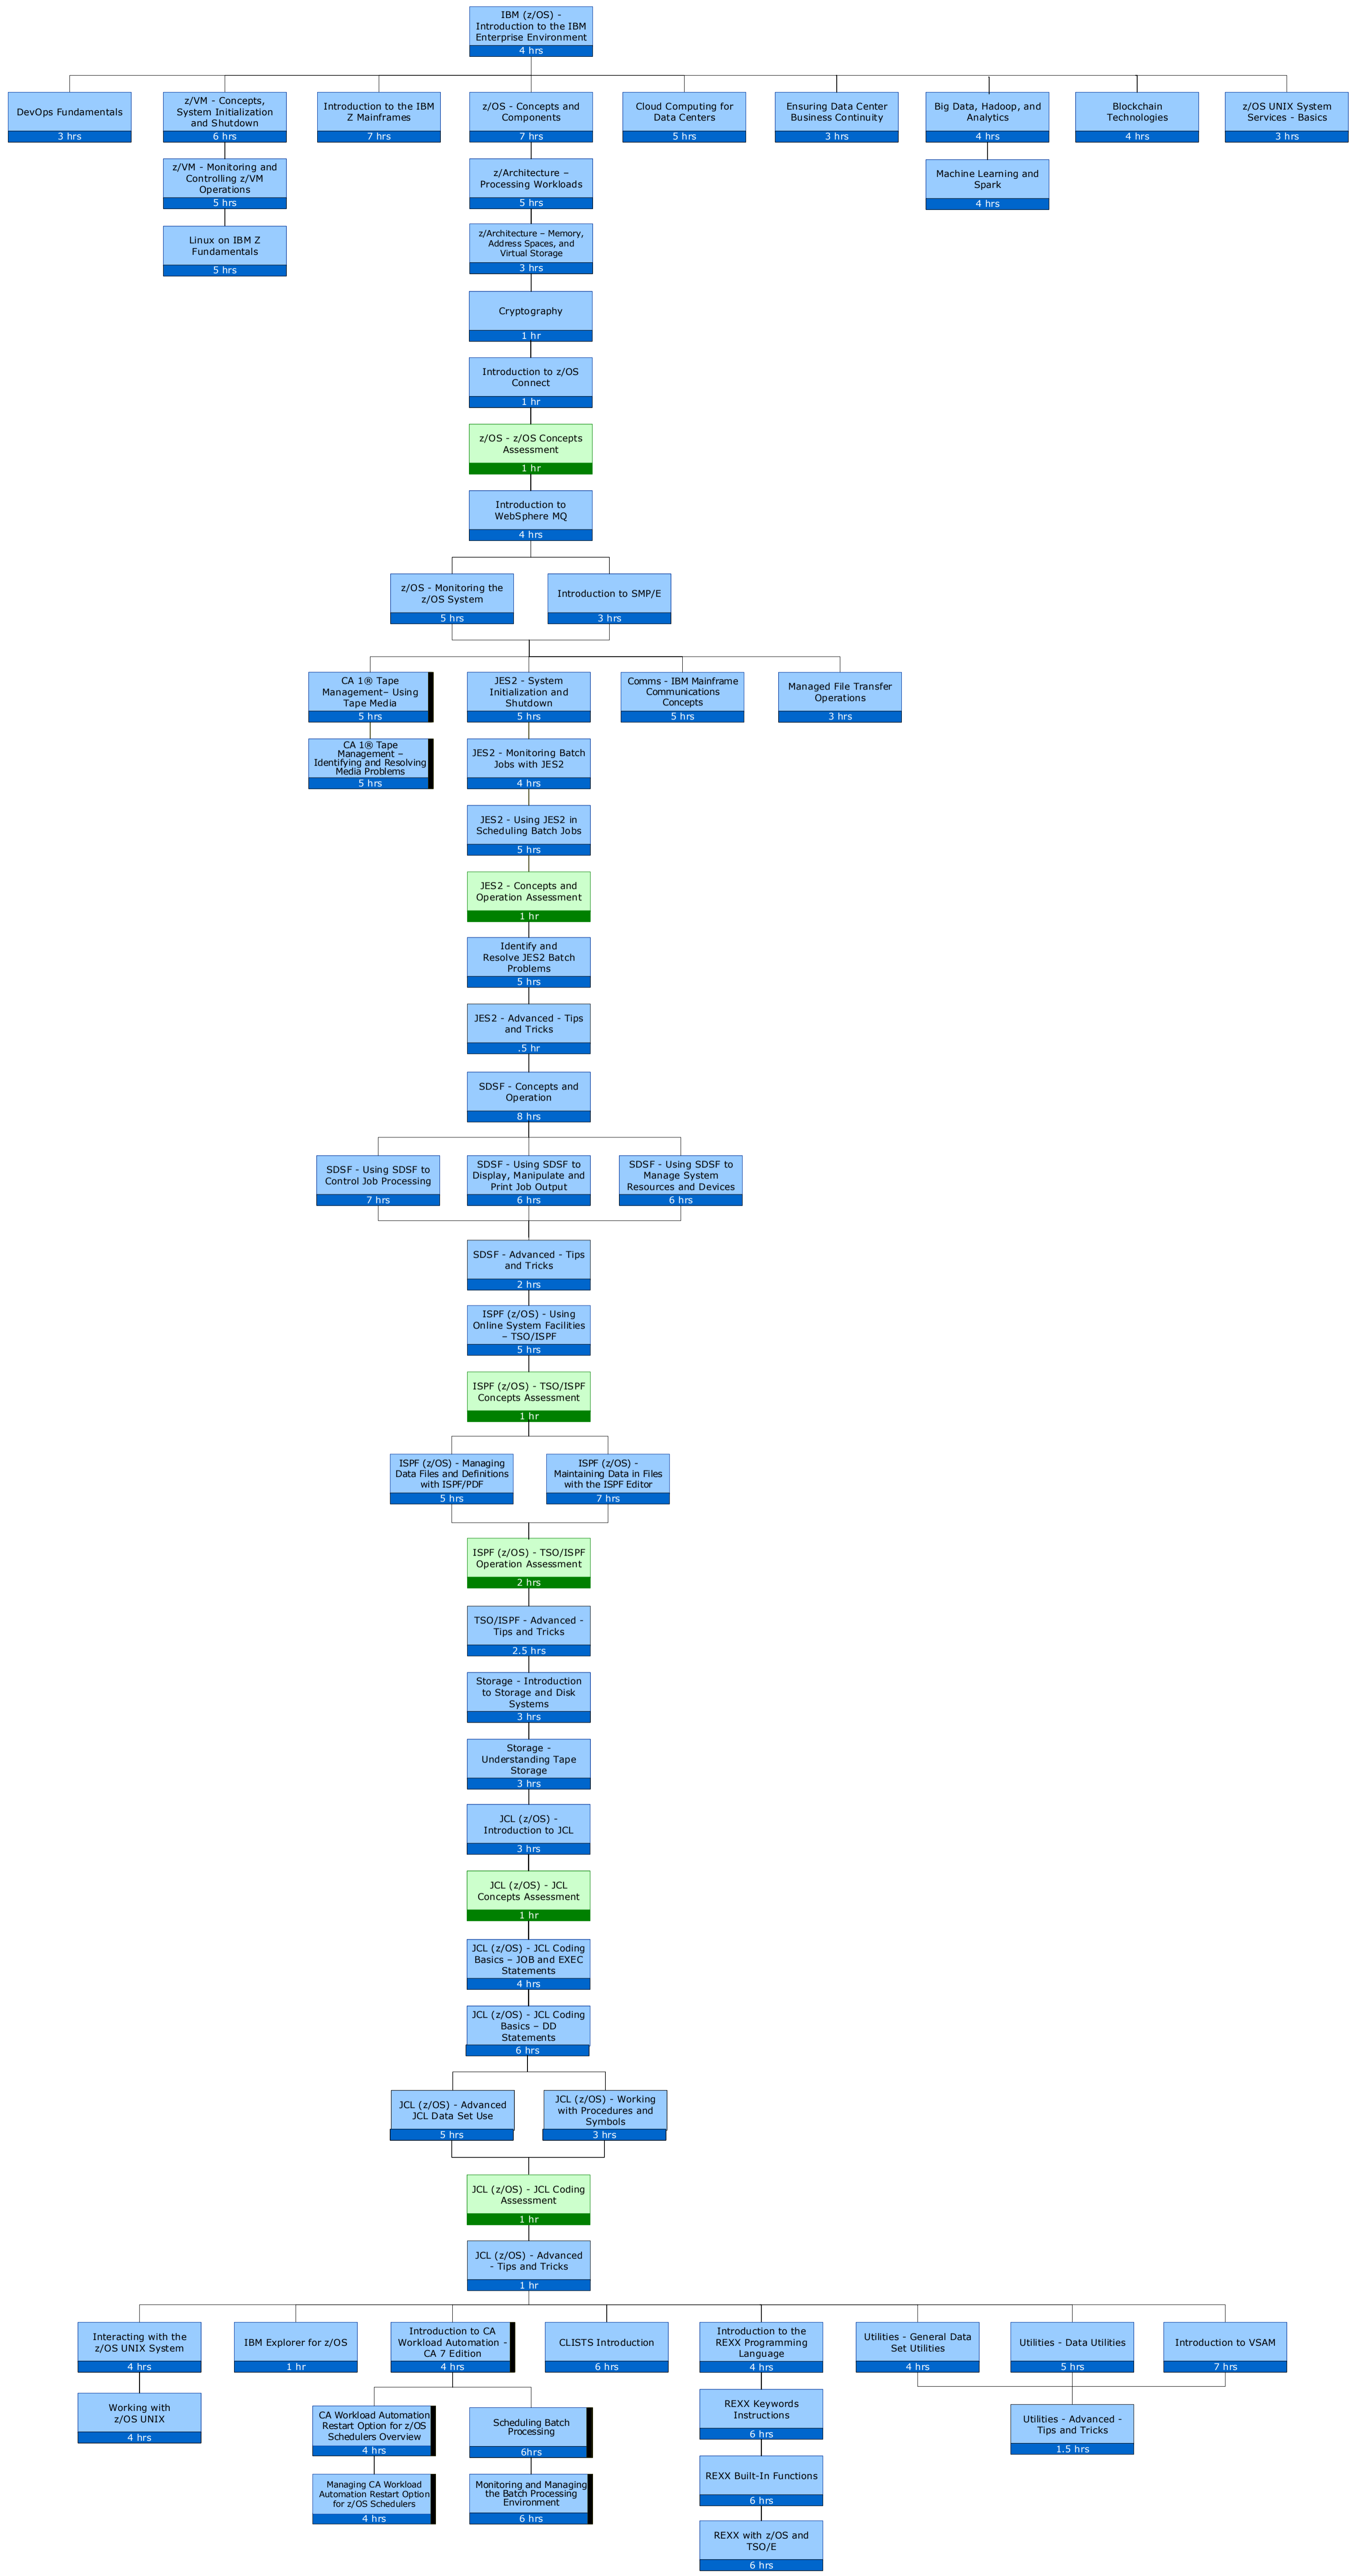 IBM (z/OS) -
Introduction to the IBM
Enterprise Environment
4 hrs
DevOps Fundamentals
3 hrs
z/VM - Concepts,
System Initialization
and Shutdown
6 hrs
Introduction to the IBM
Z Mainframes
7 hrs
z/OS - Concepts and
Components
7 hrs
Cloud Computing for
Data Centers
5 hrs
Ensuring Data Center
Business Continuity
3 hrs
Big Data, Hadoop, and
Analytics
4 hrs
Blockchain
Technologies
4 hrs
z/OS UNIX System
Services - Basics
3 hrs
z/VM - Monitoring and
Controlling z/VM
Operations
5 hrs
z/Architecture –
Processing Workloads
5 hrs
Machine Learning and
Spark
4 hrs
Linux on IBM Z
Fundamentals
5 hrs
z/Architecture – Memory,
Address Spaces, and
Virtual Storage
3 hrs
Cryptography
1 hr
Introduction to z/OS
Connect
1 hr
z/OS - z/OS Concepts
Assessment
1 hr
Introduction to
WebSphere MQ
4 hrs
z/OS - Monitoring the
z/OS System
5 hrs
Introduction to SMP/E
3 hrs
CA 1® Tape
Management– Using
Tape Media
5 hrs
JES2 - System
Initialization and
Shutdown
5 hrs
Comms - IBM Mainframe
Communications
Concepts
5 hrs
Managed File Transfer
Operations
3 hrs
CA 1® Tape
Management –
Identifying and Resolving
Media Problems
5 hrs
JES2 - Monitoring Batch
Jobs with JES2
4 hrs
JES2 - Using JES2 in
Scheduling Batch Jobs
5 hrs
JES2 - Concepts and
Operation Assessment
1 hr
Identify and
Resolve JES2 Batch
Problems
5 hrs
JES2 - Advanced - Tips
and Tricks
.5 hr
SDSF - Concepts and
Operation
8 hrs
SDSF - Using SDSF to
Control Job Processing
7 hrs
SDSF - Using SDSF to
Display, Manipulate and
Print Job Output
6 hrs
SDSF - Using SDSF to
Manage System
Resources and Devices
6 hrs
SDSF - Advanced - Tips
and Tricks
2 hrs
ISPF (z/OS) - Using
Online System Facilities
– TSO/ISPF
5 hrs
ISPF (z/OS) - TSO/ISPF
Concepts Assessment
1 hr
ISPF (z/OS) - Managing
Data Files and Definitions
with ISPF/PDF
5 hrs
ISPF (z/OS) -
Maintaining Data in Files
with the ISPF Editor
7 hrs
ISPF (z/OS) - TSO/ISPF
Operation Assessment
2 hrs
TSO/ISPF - Advanced -
Tips and Tricks
2.5 hrs
Storage - Introduction
to Storage and Disk
Systems
3 hrs
Storage -
Understanding Tape
Storage
3 hrs
JCL (z/OS) -
Introduction to JCL
3 hrs
JCL (z/OS) - JCL
Concepts Assessment
1 hr
JCL (z/OS) - JCL Coding
Basics – JOB and EXEC
Statements
4 hrs
JCL (z/OS) - JCL Coding
Basics – DD
Statements
6 hrs
JCL (z/OS) - Advanced
JCL Data Set Use
5 hrs
JCL (z/OS) - Working
with Procedures and
Symbols
3 hrs
JCL (z/OS) - JCL Coding
Assessment
1 hr
JCL (z/OS) - Advanced
- Tips and Tricks
1 hr
Interacting with the
z/OS UNIX System
4 hrs
IBM Explorer for z/OS
1 hr
Introduction to CA
Workload Automation -
CA 7 Edition
4 hrs
CLISTS Introduction
6 hrs
Introduction to the
REXX Programming
Language
4 hrs
Utilities - General Data
Set Utilities
4 hrs
Utilities - Data Utilities
5 hrs
Introduction to VSAM
7 hrs
Working with
z/OS UNIX
4 hrs
CA Workload Automation
Restart Option for z/OS
Schedulers Overview
4 hrs
Scheduling Batch
Processing
6hrs
REXX Keywords
Instructions
6 hrs
Utilities - Advanced -
Tips and Tricks
1.5 hrs
Managing CA Workload
Automation Restart Option
for z/OS Schedulers
4 hrs
Monitoring and Managing
the Batch Processing
Environment
6 hrs
REXX Built-In Functions
6 hrs
REXX with z/OS and
TSO/E
6 hrs